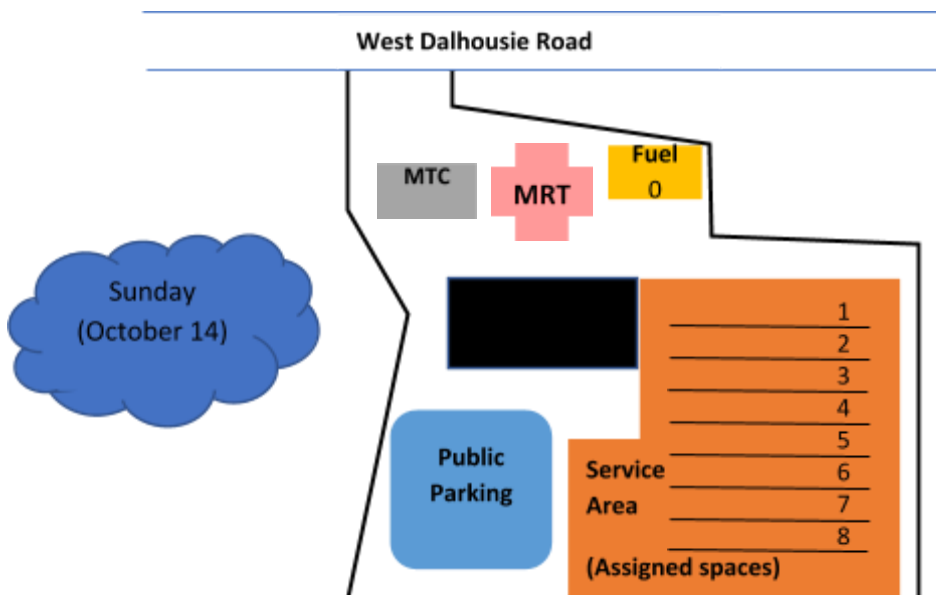 West Dalhousie Road
MTC
MRT
Fuel
0
Sunday
(October 14)
1
2
3
4
5
6
7
8
Public
Parking
Service
Area
(Assigned spaces)